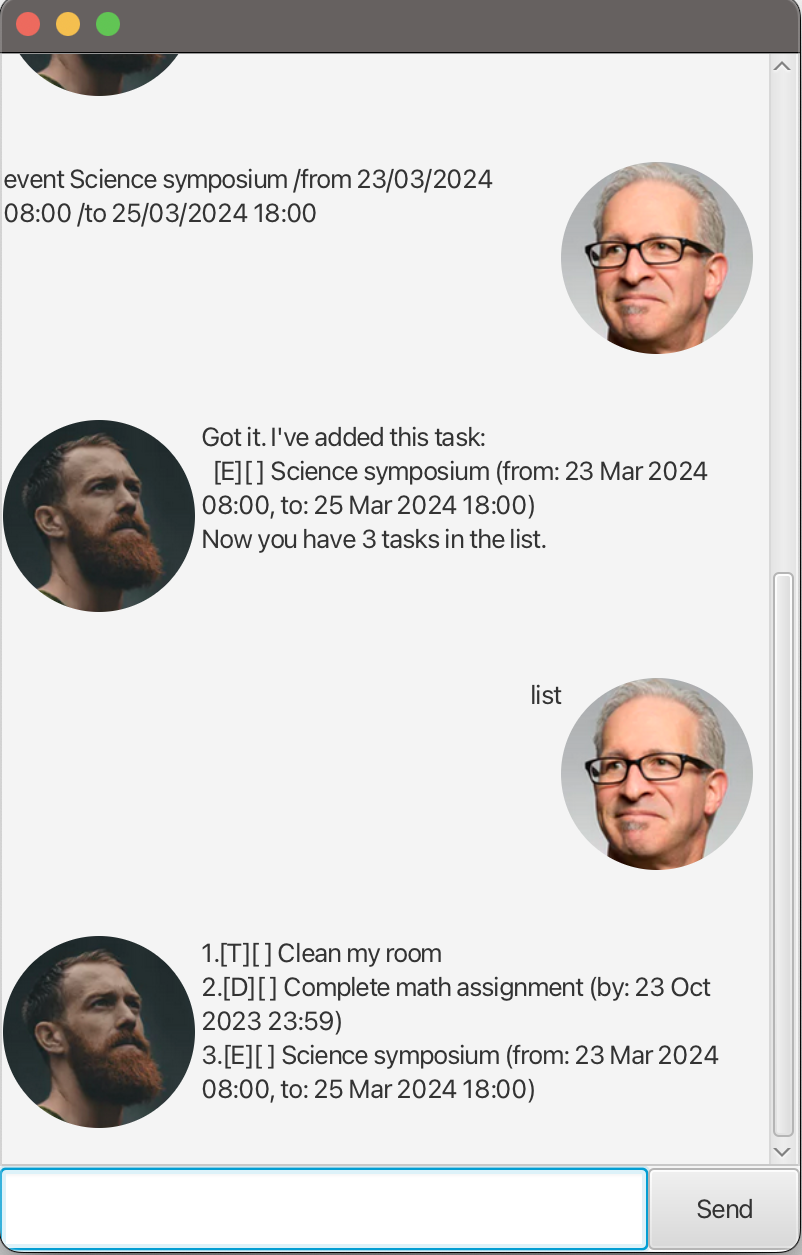 event Science symposium /from 23/03/2024
08:00 /to 25/03/2024 18:00
Got it. I've added this task:
[E][ ] Science symposium (from: 23 Mar 2024
08:00, to: 25 Mar 2024 18:00)
Now you have 3 tasks in the list.
list
1.[T][ ] Clean my room
2.[D][ ] Complete math assignment (by: 23 Oct
2023 23:59)
3.[E][ ] Science symposium (from: 23 Mar 2024
08:00, to: 25 Mar 2024 18:00)
Send